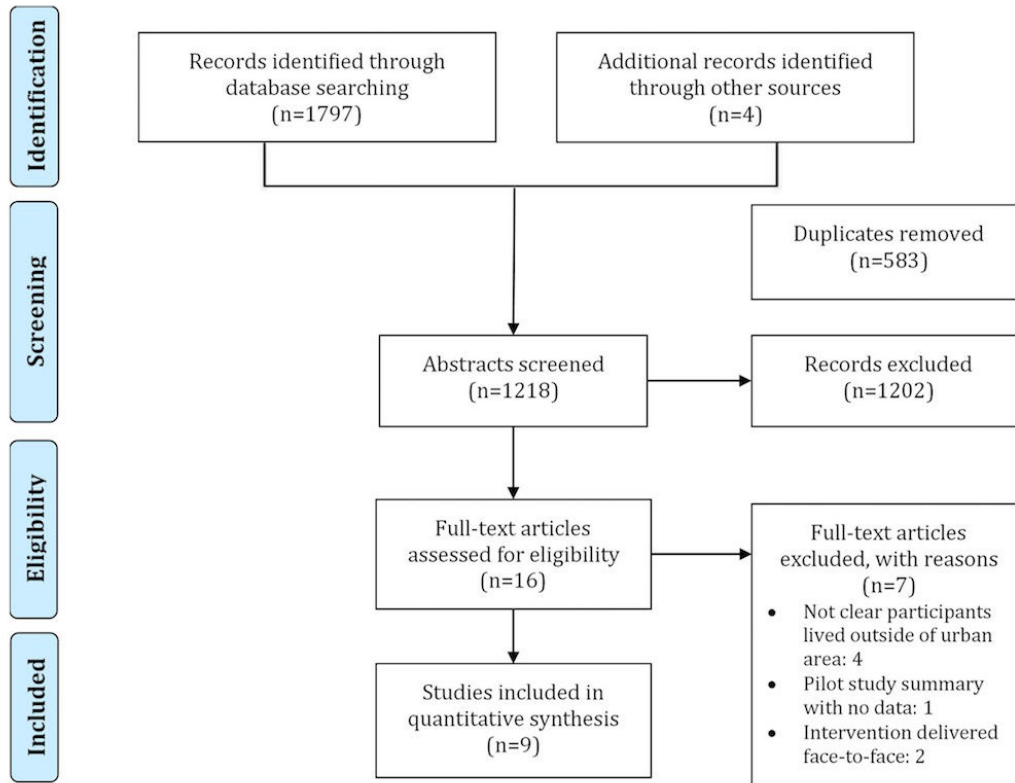 Identification
Records identified through
database searching
(n=1797)
Additional records identified
through other sources
(n=4)
Screening
Duplicates removed
(n=583)
Abstracts screened
(n=1218)
Records excluded
(n=1202)
Eligibility
Full-text articles
assessed for eligibility
(n=16)
Full-text articles
excluded, with reasons
(n=7)
• Not clear participants
lived outside of urban
area: 4
• Pilot study summary
with no data: 1
• Intervention delivered
face-to-face: 2
Included
Studies included in
quantitative synthesis
(n=9)